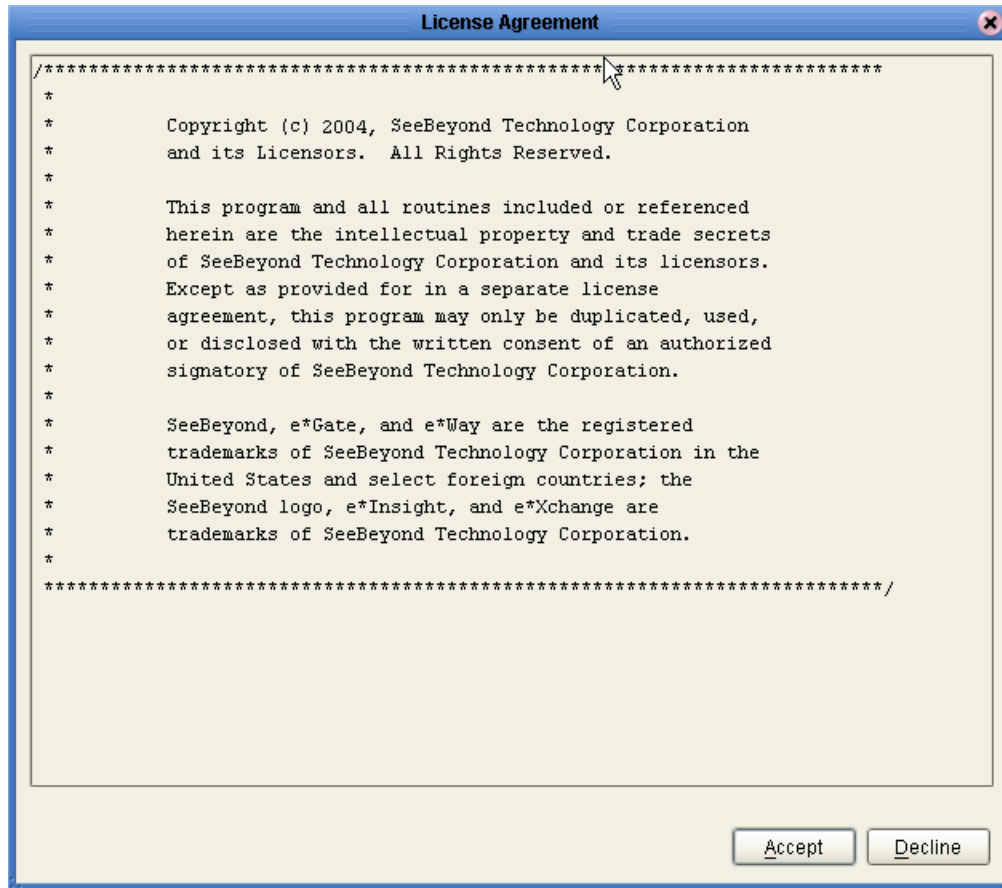 License Agreement
/***************************************************************************
*
* Copyright (c) 2004, SeeBeyond Technology Corporation
* and its Licensors. All Rights Reserved.
*
* This program and all routines included or referenced
* herein are the intellectual property and trade secrets
* of SeeBeyond Technology Corporation and its licensors.
* Except as provided for in a separate license
* agreement, this program may only be duplicated, used,
* or disclosed with the written consent of an authorized
* signatory of SeeBeyond Technology Corporation.
*
* SeeBeyond, e*Gate, and e*Way are the registered
* trademarks of SeeBeyond Technology Corporation in the
* United States and select foreign countries; the
* SeeBeyond logo, e*Insight, and e*Xchange are
* trademarks of SeeBeyond Technology Corporation.
*
***************************************************************************/
Accept Decline